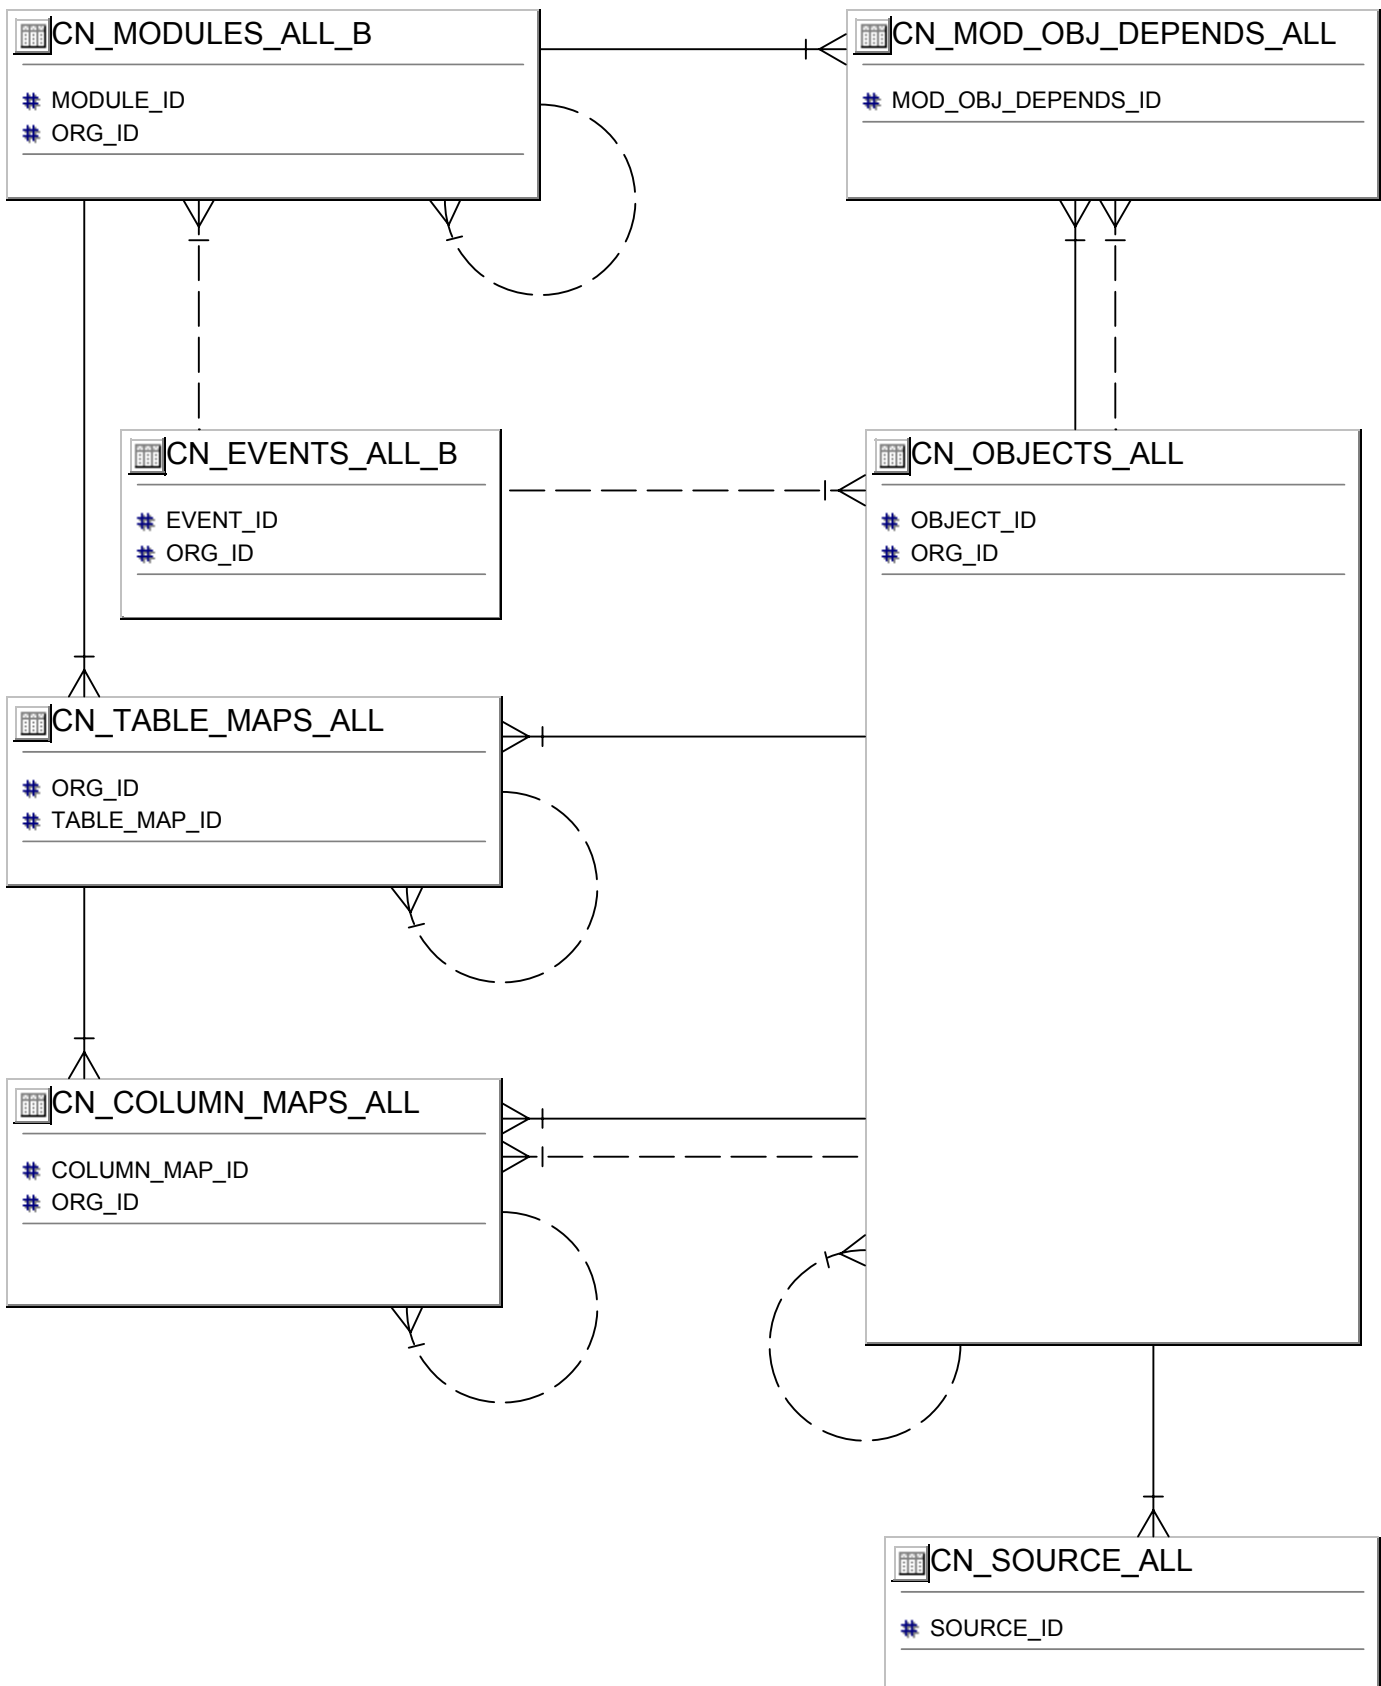 CN_MODULES_ALL_B
# MODULE_ID
# ORG_ID
CN_MOD_OBJ_DEPENDS_ALL
# MOD_OBJ_DEPENDS_ID
CN_EVENTS_ALL_B
# EVENT_ID
# ORG_ID
CN_OBJECTS_ALL
# OBJECT_ID
# ORG_ID
CN_TABLE_MAPS_ALL
# ORG_ID
# TABLE_MAP_ID
CN_COLUMN_MAPS_ALL
# COLUMN_MAP_ID
# ORG_ID
CN_SOURCE_ALL
# SOURCE_ID